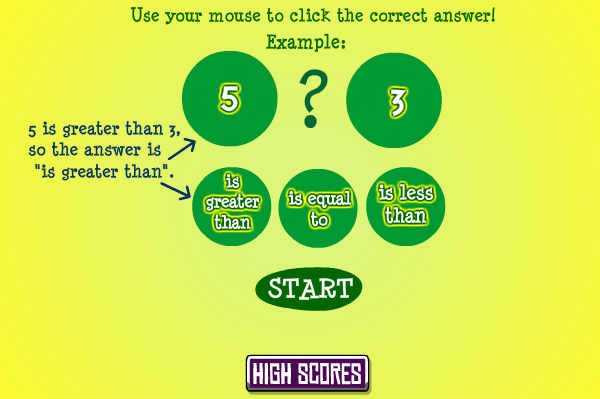 Use your mouse to click the correct answer!
Example:
5 ? 3
5 is greater than 3,
so the answer is
"is greater than".
is
greater
than
is equal
to
is less
than
START
HIGH SCORES